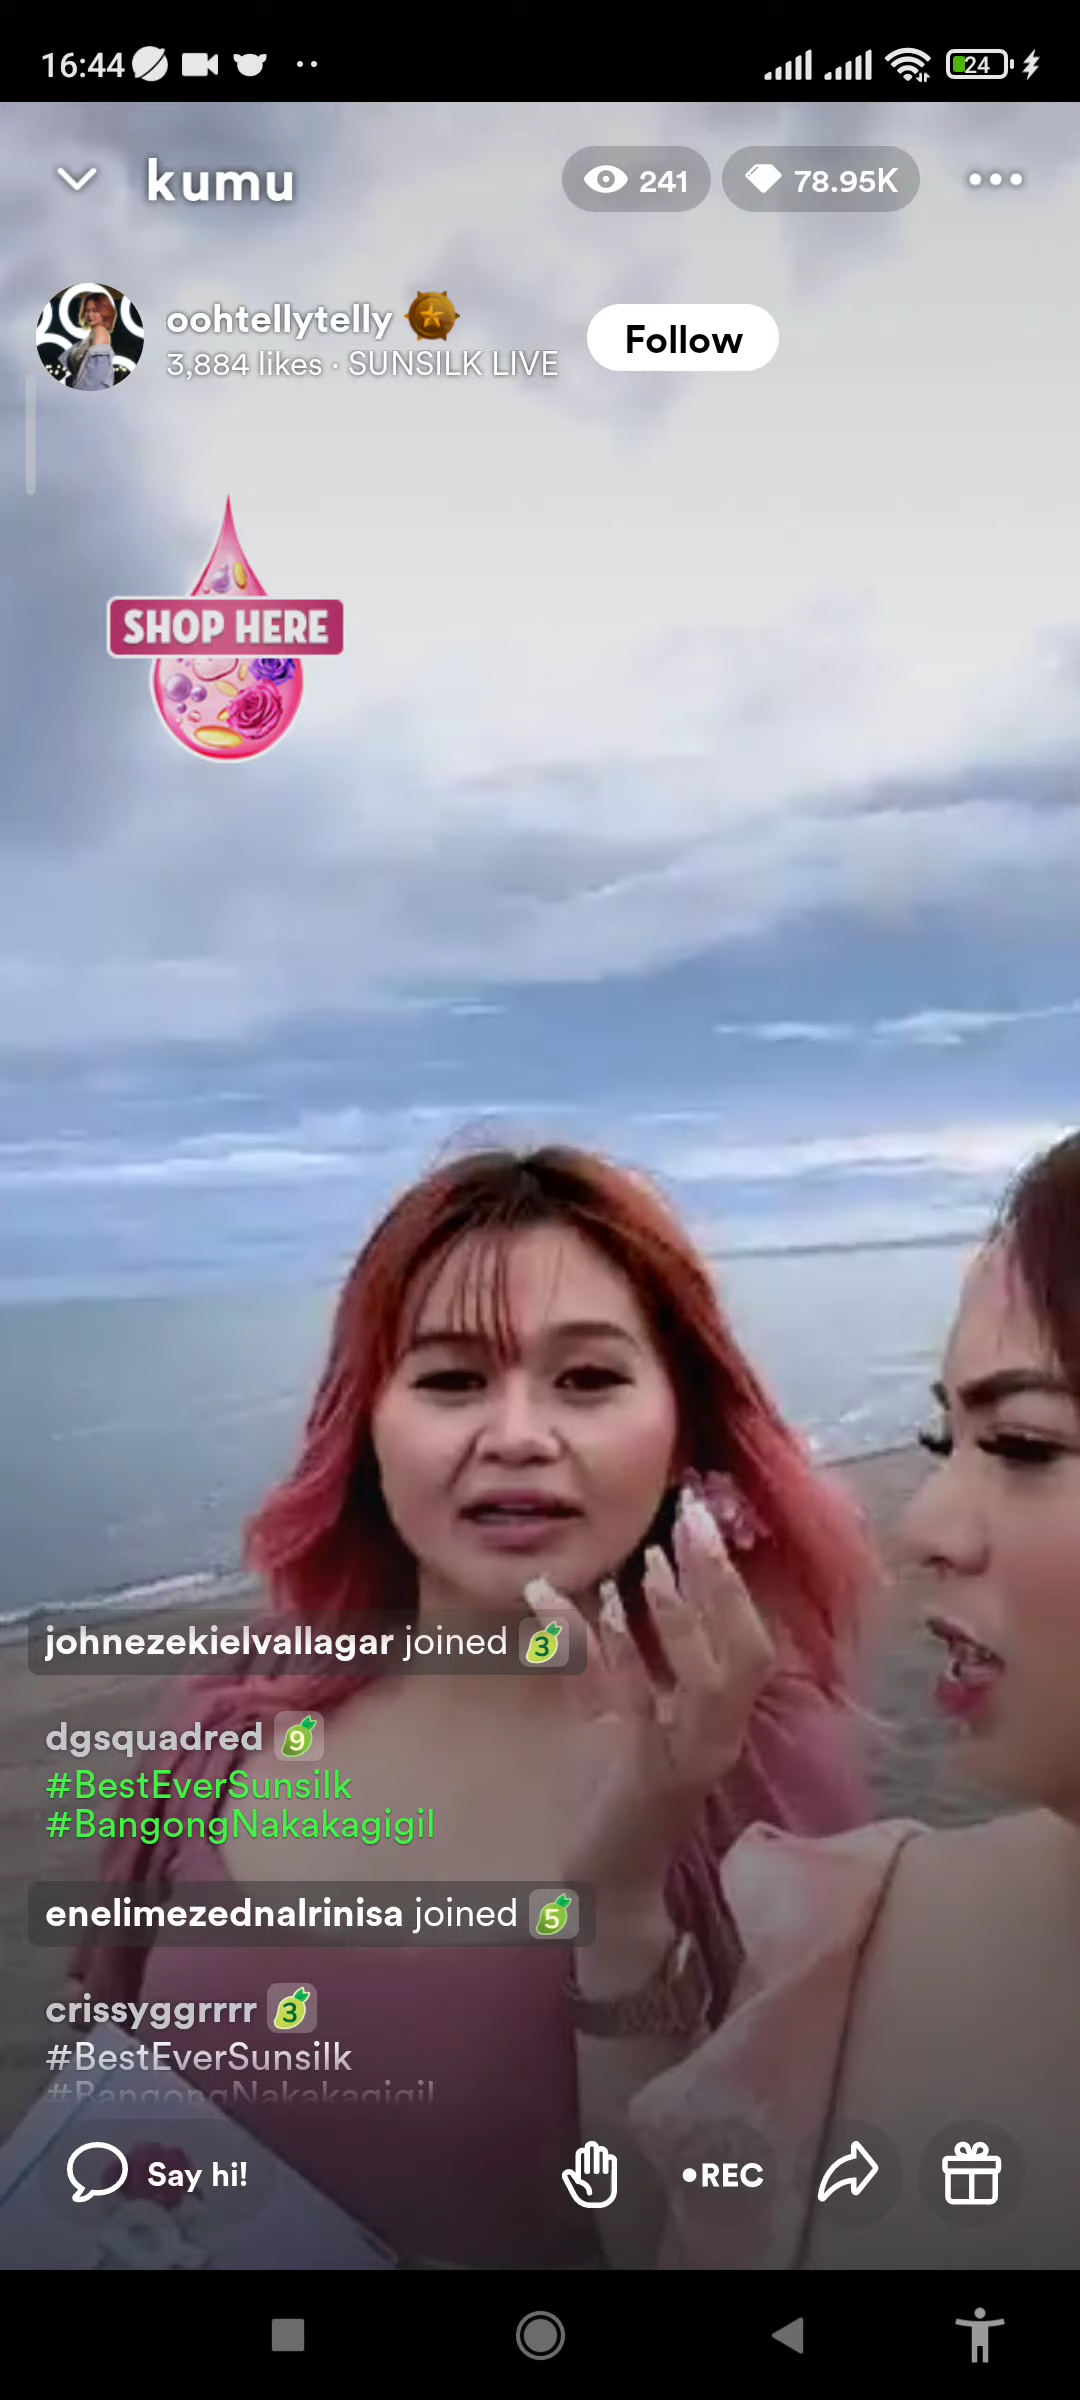 16:44
24
kumu
241
78.95K
oohtellytelly
3,884 likes · SUNSILK LIVE
Follow
SHOP HERE
johnezekielvallagar joined 3
dgsquadred 9
#BestEverSunsilk
#BangongNakakagigil
enelimezednalrinisa joined 5
crissyggrrrr 3
#BestEverSunsilk
#BangongNakakagigil
Say hi!
•REC